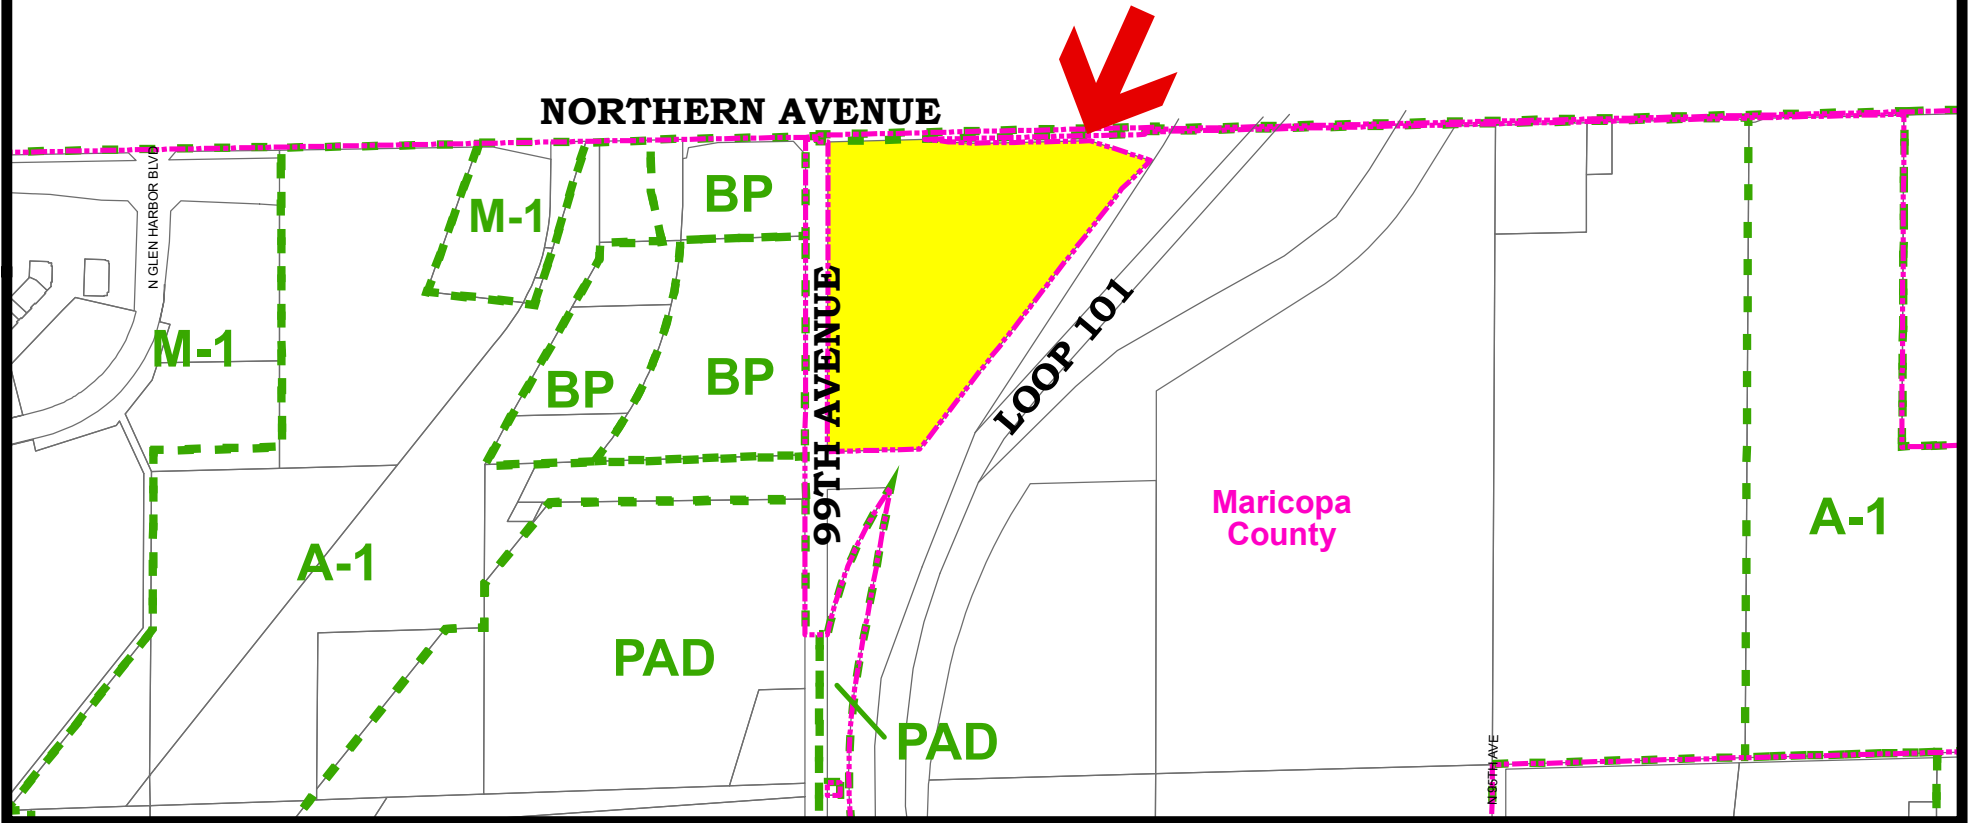 NORTHERN AVENUE
N GLEN HARBOR BLVD
M-1
BP
M-1
BP
BP
99TH AVENUE
LOOP 101
Maricopa
County
A-1
A-1
PAD
PAD
N 95TH AVE